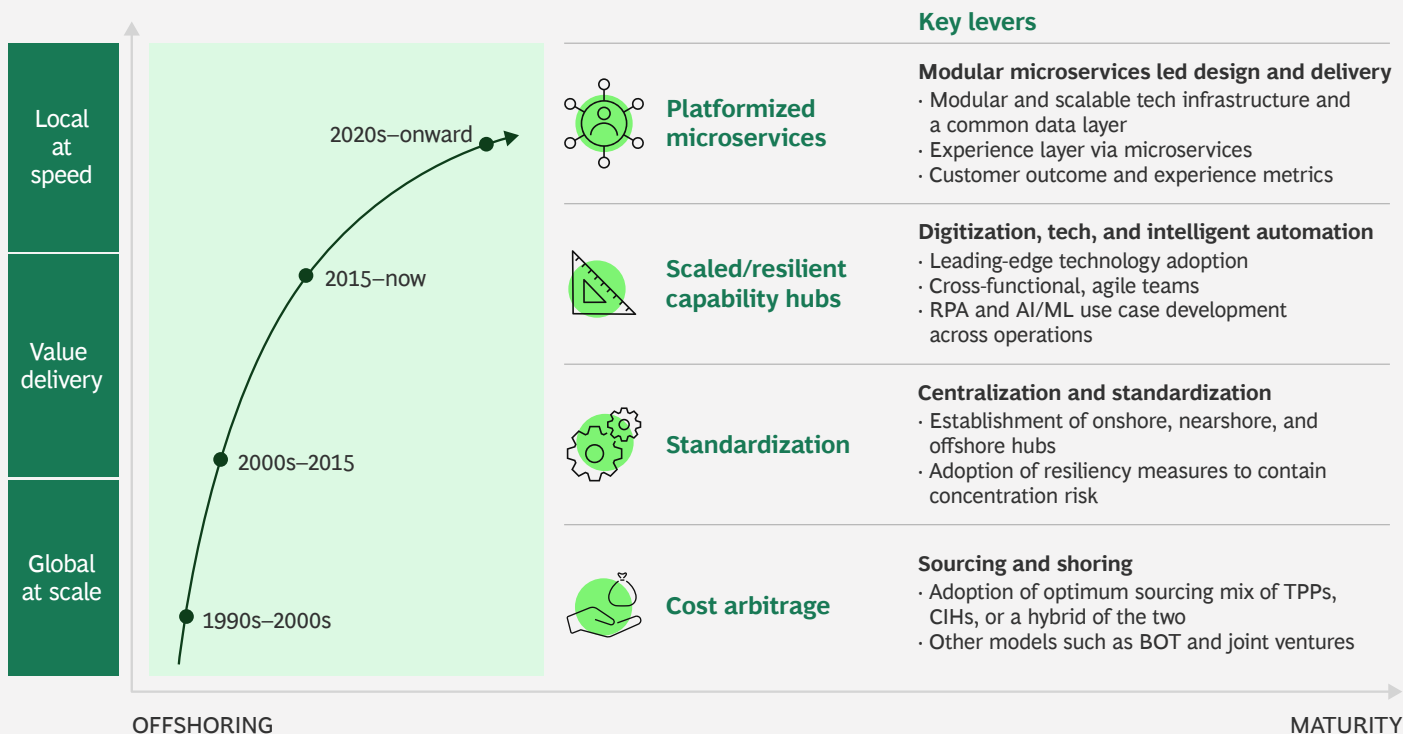 Key levers
Local
at
speed
Value
delivery
Global
at scale
2020s–onward
2015–now
2000s–2015
1990s–2000s
Platformized
microservices
Modular microservices led design and delivery
· Modular and scalable tech infrastructure and
a common data layer
· Experience layer via microservices
· Customer outcome and experience metrics
Scaled/resilient
capability hubs
Digitization, tech, and intelligent automation
· Leading-edge technology adoption
· Cross-functional, agile teams
· RPA and AI/ML use case development
across operations
Standardization
Centralization and standardization
· Establishment of onshore, nearshore, and
offshore hubs
· Adoption of resiliency measures to contain
concentration risk
Cost arbitrage
Sourcing and shoring
· Adoption of optimum sourcing mix of TPPs,
CIHs, or a hybrid of the two
· Other models such as BOT and joint ventures
OFFSHORING
MATURITY